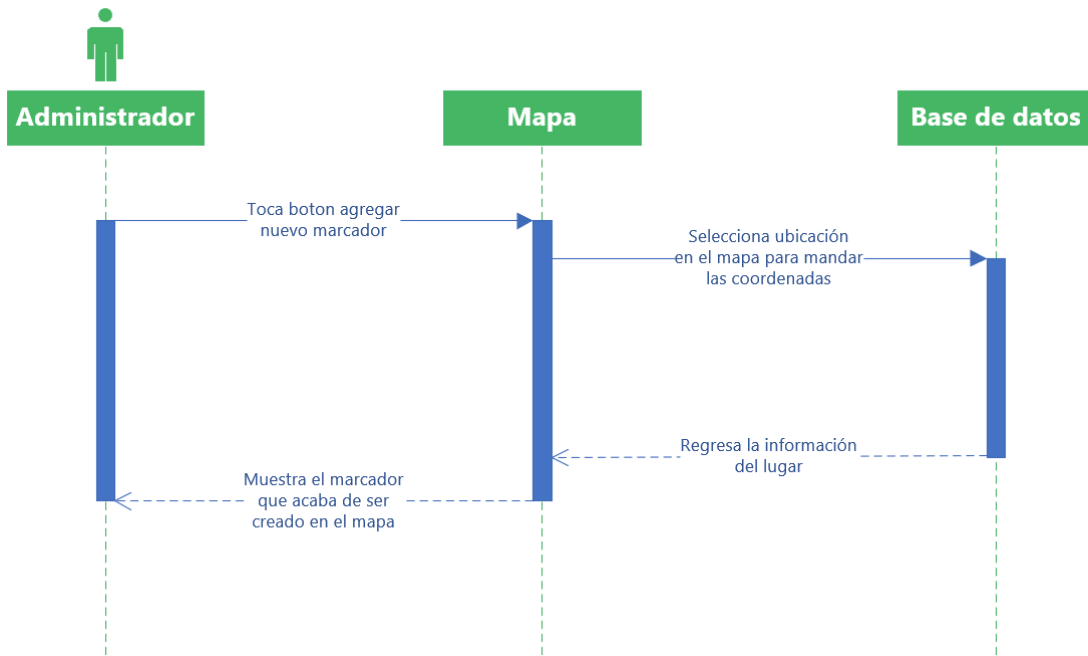 Administrador
Mapa
Base de datos
Toca boton agregar
nuevo marcador
Selecciona ubicación
en el mapa para mandar
las coordenadas
Regresa la información
del lugar
Muestra el marcador
que acaba de ser
creado en el mapa